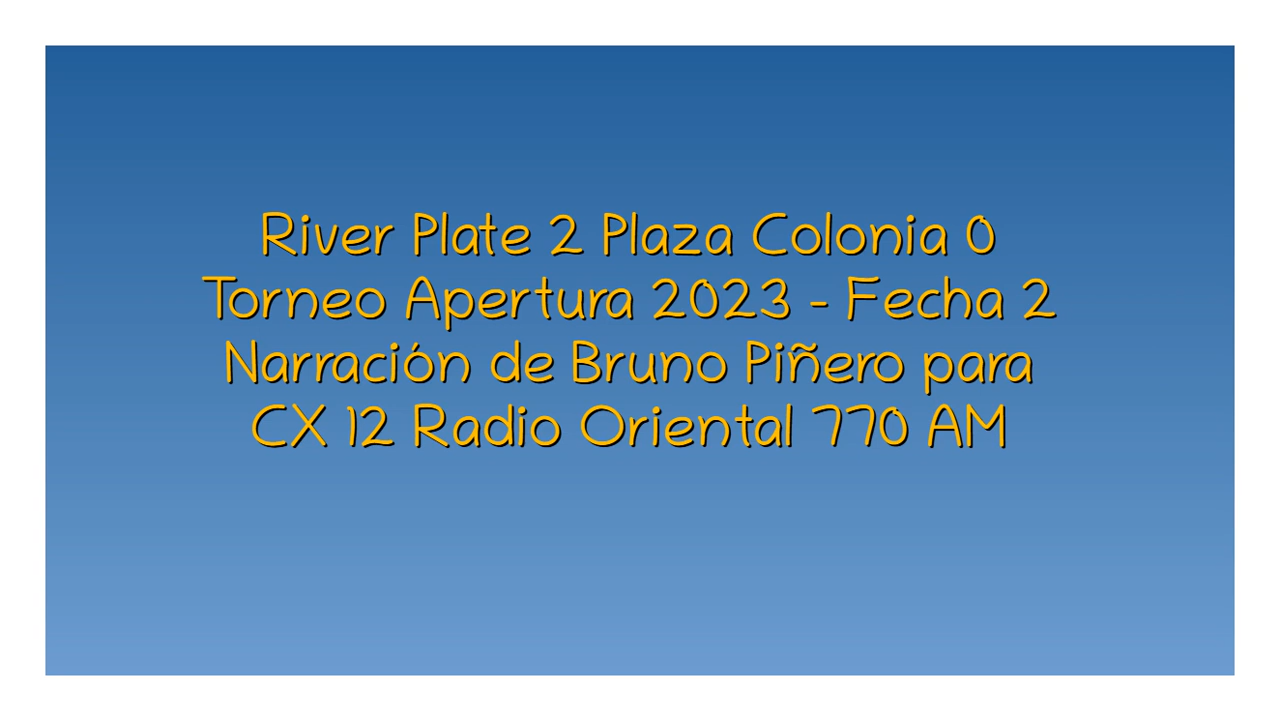 River Plate 2 Plaza Colonia 0
Torneo Apertura 2023 - Fecha 2
Narración de Bruno Piñero para
CX 12 Radio Oriental 770 AM